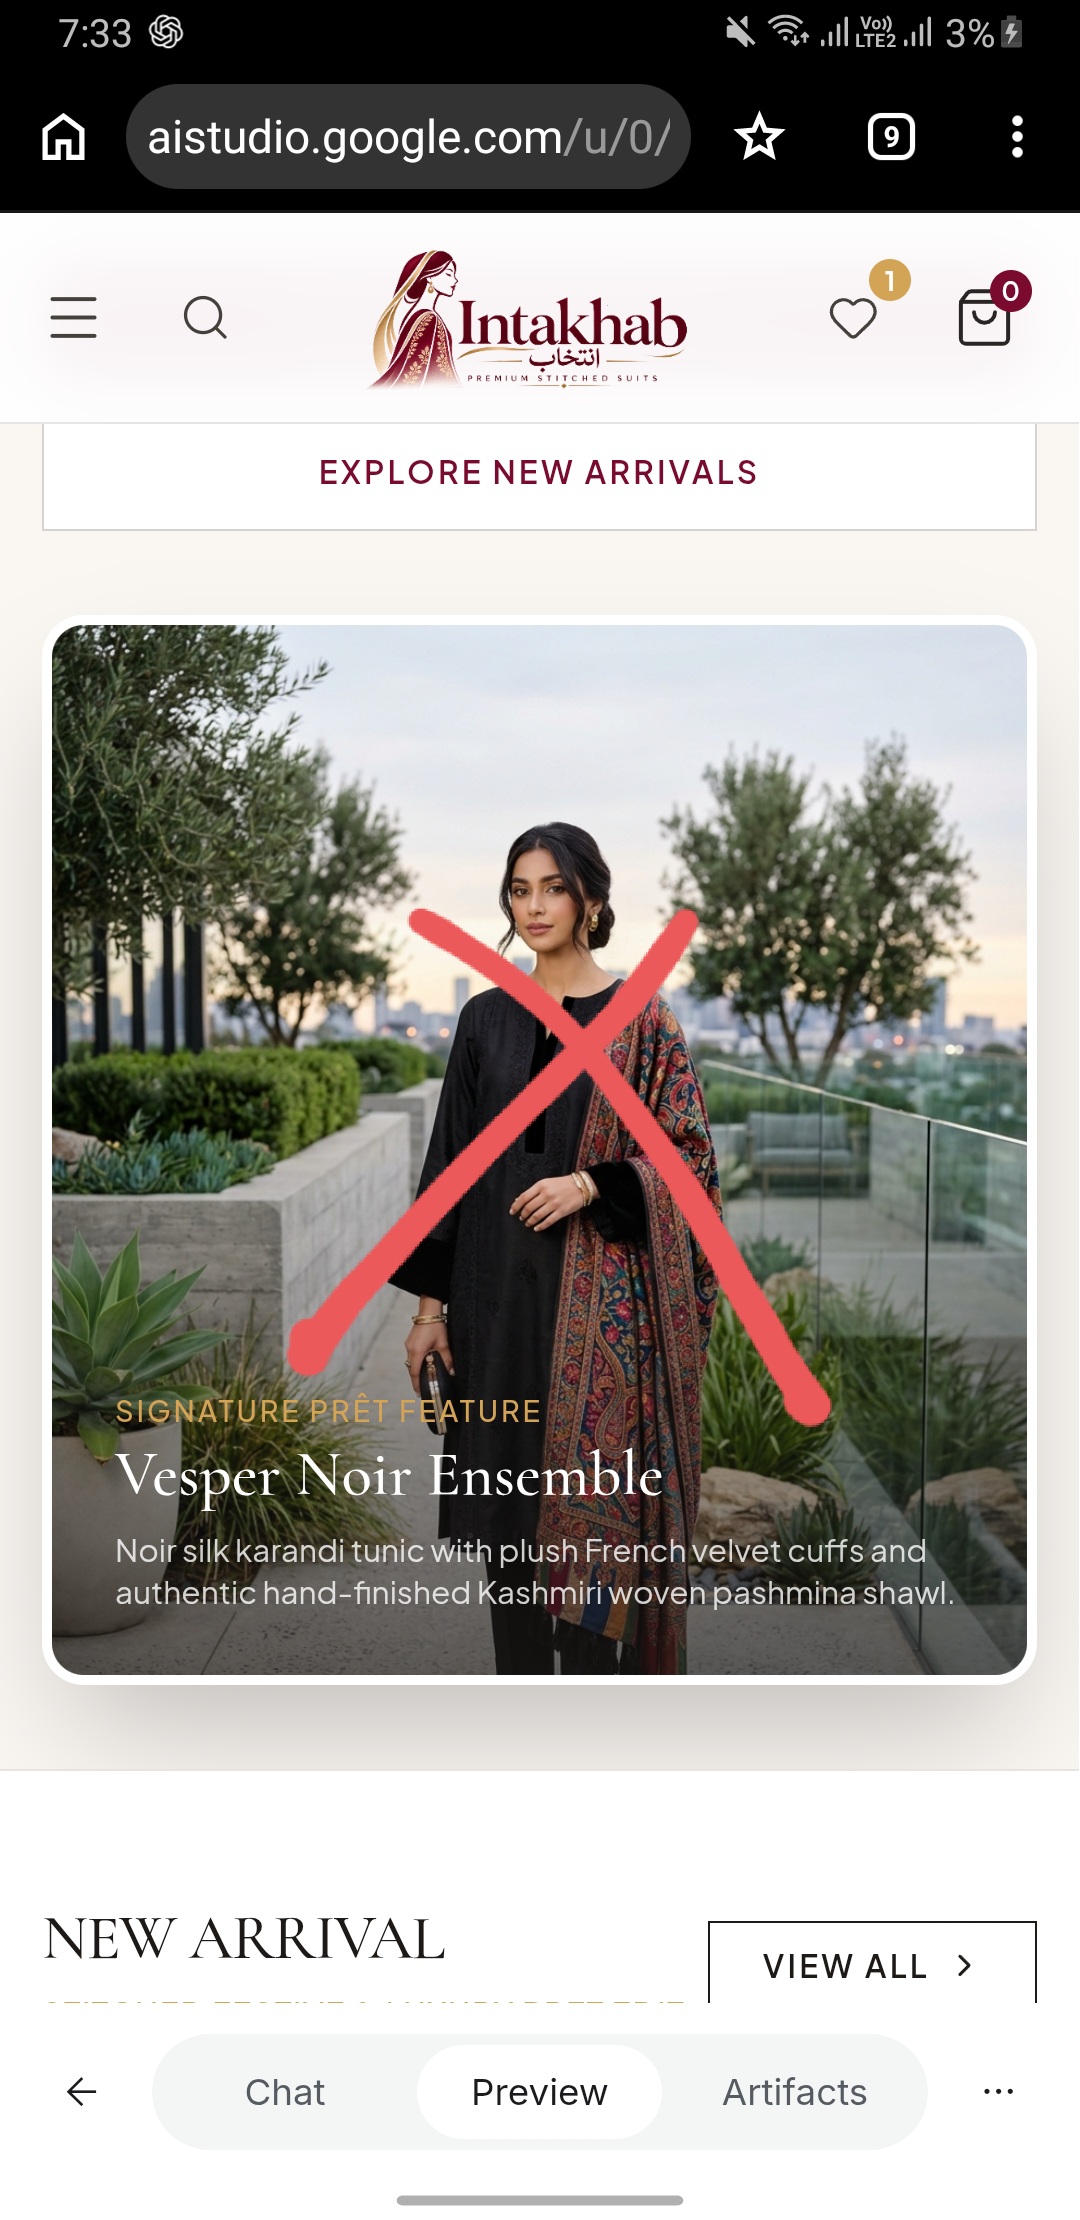 7:33
Vo))
LTE2
3%
aistudio.google.com/u/0/
9
Intakhab
انتخاب
PREMIUM STITCHED SUITS
1
0
EXPLORE NEW ARRIVALS
SIGNATURE PRÊT FEATURE
Vesper Noir Ensemble
Noir silk karandi tunic with plush French velvet cuffs and
authentic hand-finished Kashmiri woven pashmina shawl.
NEW ARRIVAL
VIEW ALL
Chat
Preview
Artifacts